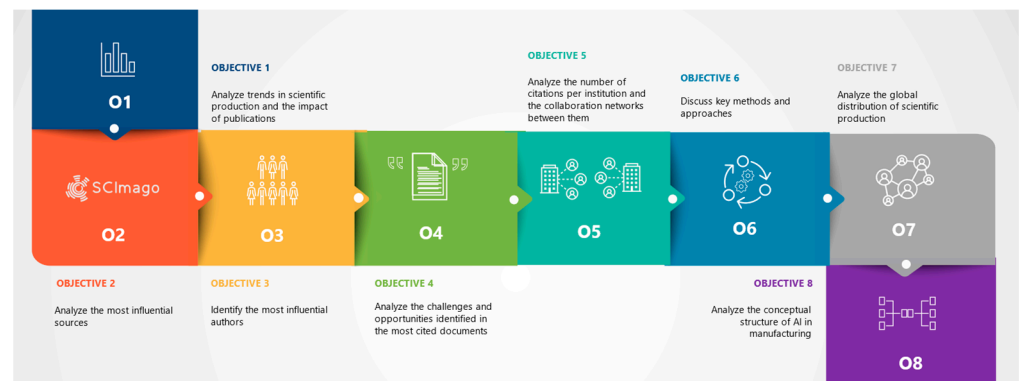 O1
OBJECTIVE 1
Analyze trends in scientific
production and the impact
of publications
SCImago
O2
OBJECTIVE 2
Analyze the most influential
sources
O3
OBJECTIVE 3
Identify the most influential
authors
O4
OBJECTIVE 4
Analyze the challenges and
opportunities identified in
the most cited documents
OBJECTIVE 5
Analyze the number of
citations per institution and
the collaboration networks
between them
O5
OBJECTIVE 6
Discuss key methods and
approaches
O6
OBJECTIVE 7
Analyze the global
distribution of scientific
production
O7
OBJECTIVE 8
Analyze the conceptual
structure of AI in
manufacturing
O8